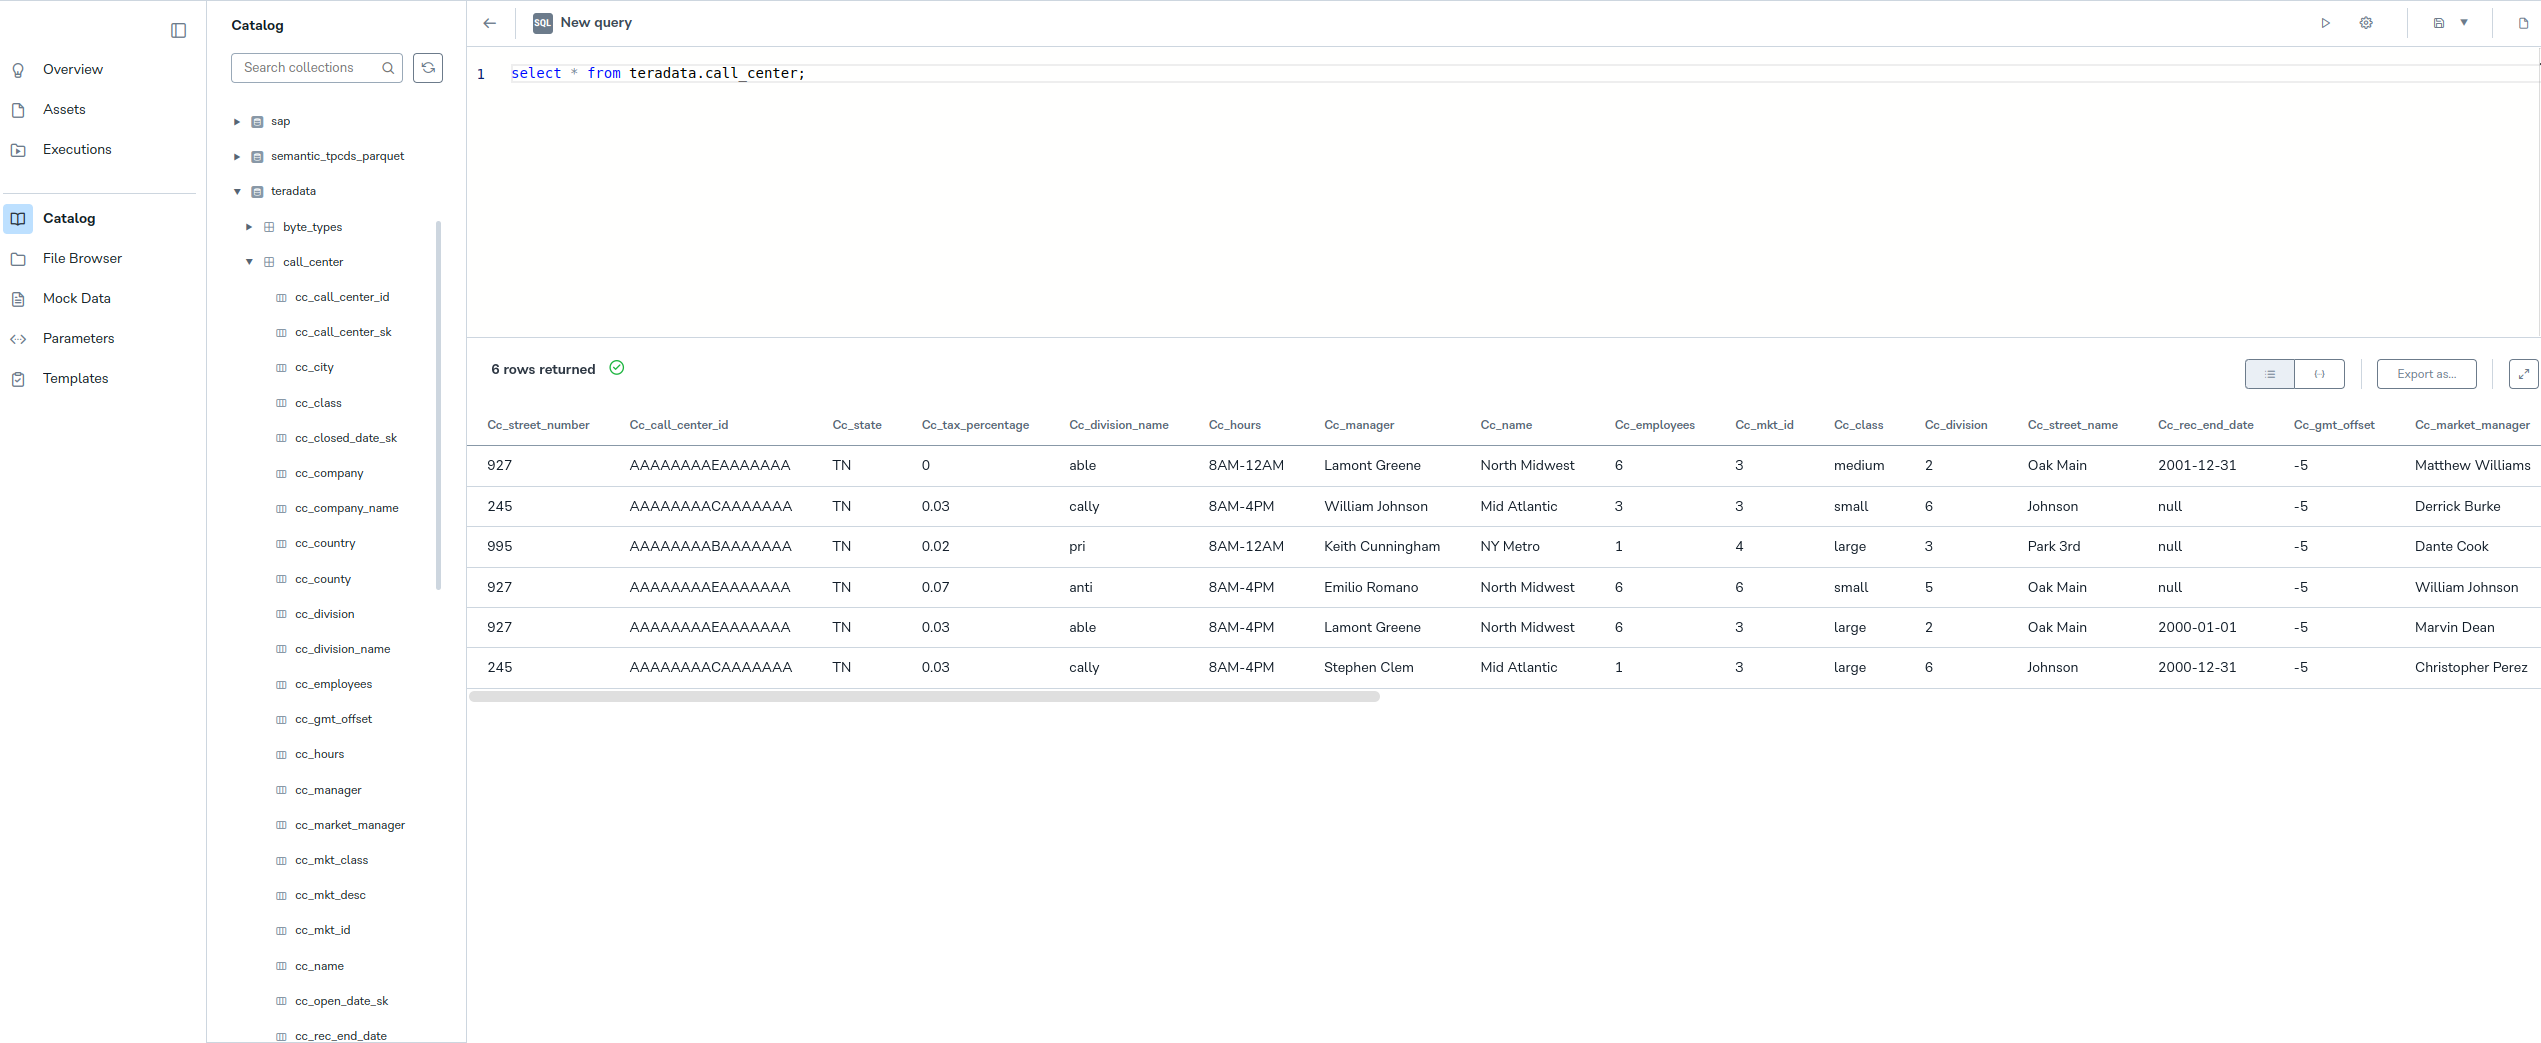 Overview
Assets
Executions
Catalog
File Browser
Mock Data
Parameters
Templates
Catalog
Search collections
sap
semantic_tpcds_parquet
teradata
byte_types
call_center
cc_call_center_id
cc_call_center_sk
cc_city
cc_class
cc_closed_date_sk
cc_company
cc_company_name
cc_country
cc_county
cc_division
cc_division_name
cc_employees
cc_gmt_offset
cc_hours
cc_manager
cc_market_manager
cc_mkt_class
cc_mkt_desc
cc_mkt_id
cc_name
cc_open_date_sk
cc_rec_end_date
SQL New query
1 select * from teradata.call_center;
6 rows returned
Export as...
Cc_street_number Cc_call_center_id Cc_state Cc_tax_percentage Cc_division_name Cc_hours Cc_manager Cc_name Cc_employees Cc_mkt_id Cc_class Cc_division Cc_street_name Cc_rec_end_date Cc_gmt_offset Cc_market_manager
927 AAAAAAAAEAAAAAAA TN 0 able 8AM-12AM Lamont Greene North Midwest 6 3 medium 2 Oak Main 2001-12-31 -5 Matthew Williams
245 AAAAAAAACAAAAAAA TN 0.03 cally 8AM-4PM William Johnson Mid Atlantic 3 3 small 6 Johnson null -5 Derrick Burke
995 AAAAAAAABAAAAAAA TN 0.02 pri 8AM-12AM Keith Cunningham NY Metro 1 4 large 3 Park 3rd null -5 Dante Cook
927 AAAAAAAAEAAAAAAA TN 0.07 anti 8AM-4PM Emilio Romano North Midwest 6 6 small 5 Oak Main null -5 William Johnson
927 AAAAAAAAEAAAAAAA TN 0.03 able 8AM-4PM Lamont Greene North Midwest 6 3 large 2 Oak Main 2000-01-01 -5 Marvin Dean
245 AAAAAAAACAAAAAAA TN 0.03 cally 8AM-4PM Stephen Clem Mid Atlantic 1 3 large 6 Johnson 2000-12-31 -5 Christopher Perez